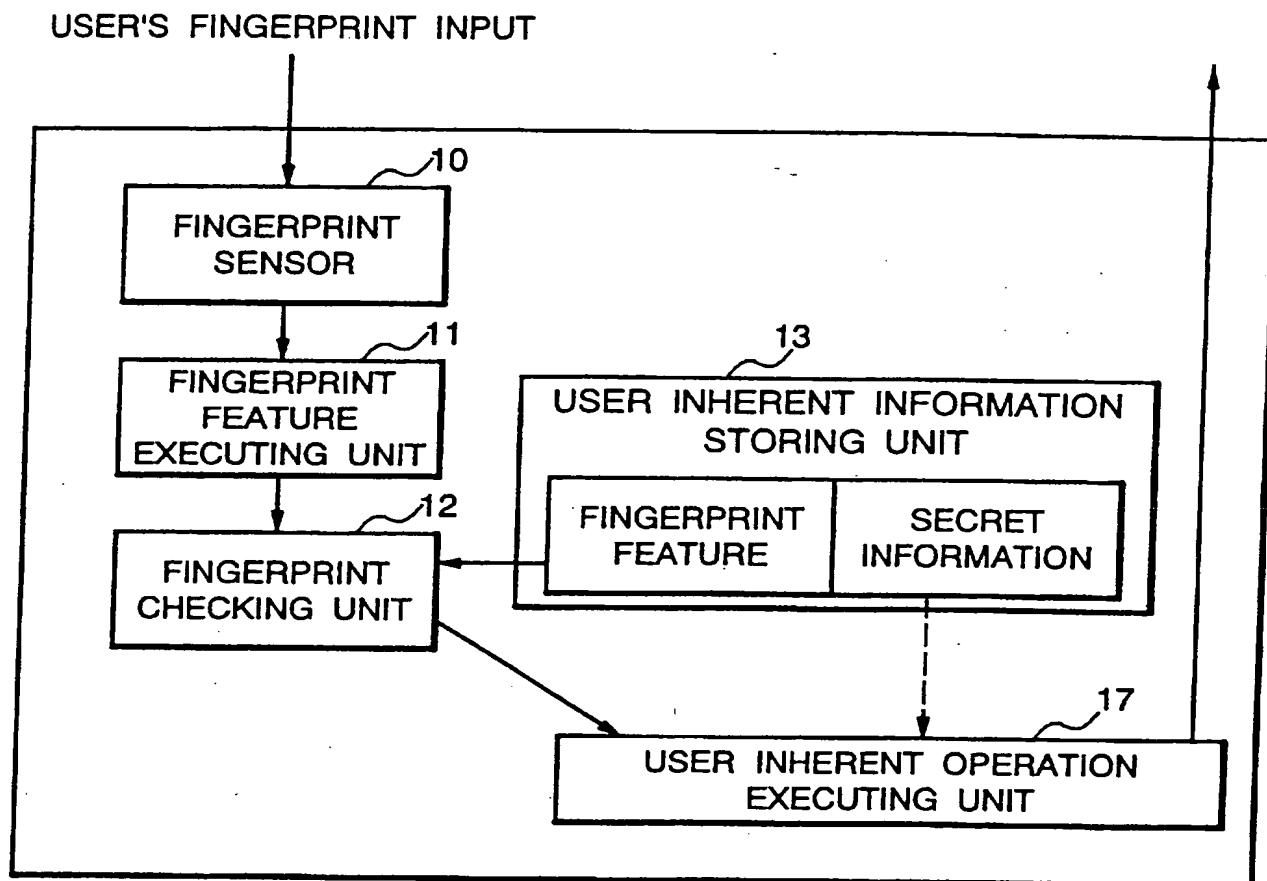 USER'S FINGERPRINT INPUT
10
FINGERPRINT
SENSOR
11
FINGERPRINT
FEATURE
EXECUTING UNIT
13
USER INHERENT INFORMATION
STORING UNIT
FINGERPRINT
FEATURE
SECRET
INFORMATION
12
FINGERPRINT
CHECKING UNIT
17
USER INHERENT OPERATION
EXECUTING UNIT